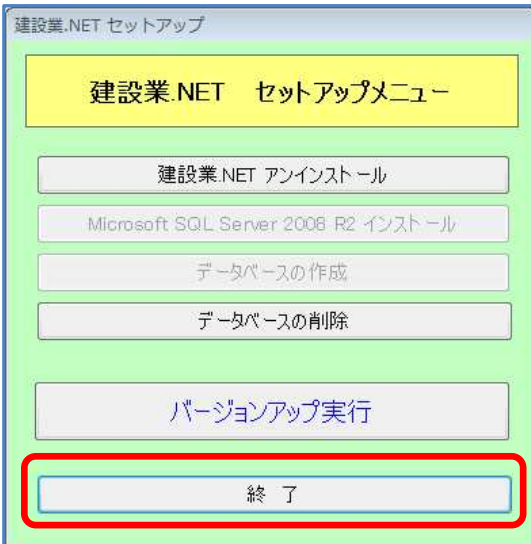 建設業.NET セットアップ
建設業.NET　セットアップメニュー
建設業.NET アンインストール
Microsoft SQL Server 2008 R2 インストール
データベースの作成
データベースの削除
バージョンアップ実行
終 了